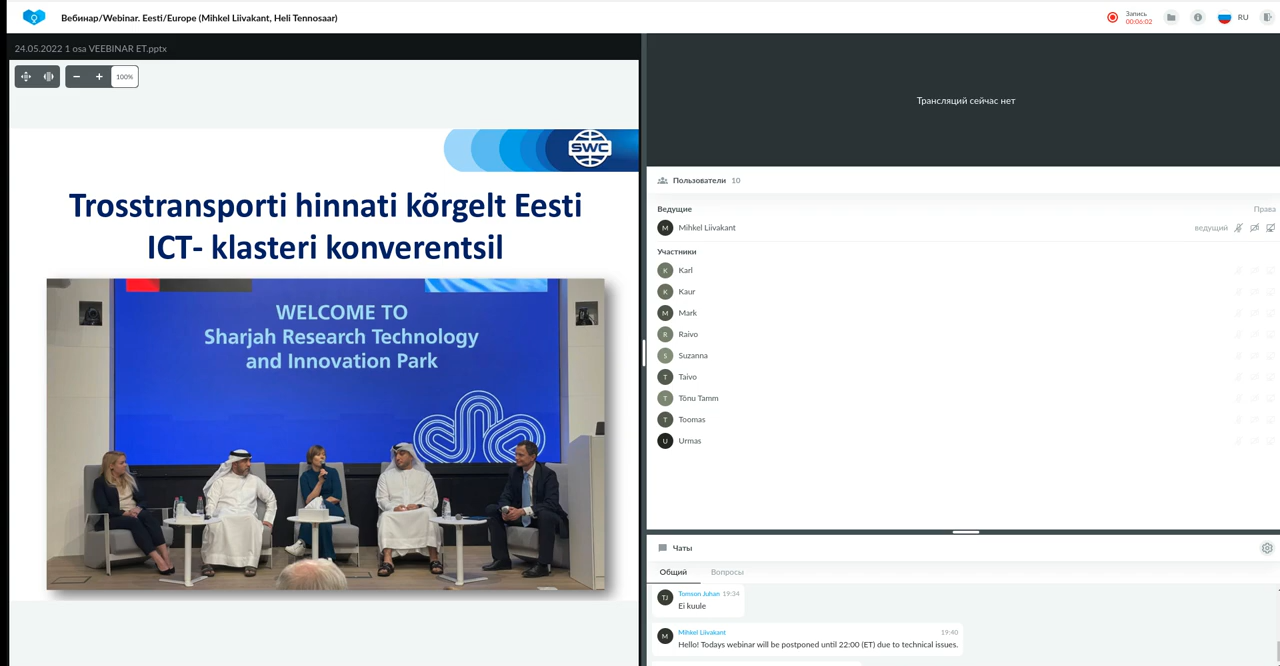 Вебинар/Webinar. Eesti/Europe (Mihkel Liivakant, Heli Tennosaar)
Запись
00:06:02
RU
24.05.2022 1 osa VEEBINAR ET.pptx
100%
SWC
Trosstransporti hinnati kõrgelt Eesti
ICT- klasteri konverentsil
WELCOME TO
Sharjah Research Technology
and Innovation Park
Трансляций сейчас нет
Пользователи 10
Ведущие Права
M Mihkel Liivakant ведущий
Участники
K Karl
K Kaur
M Mark
R Raivo
S Suzanna
T Taivo
T Tõnu Tamm
T Toomas
U Urmas
Чаты
Общий Вопросы
TJ Tomson Juhan 19:34
Ei kuule
M Mihkel Liivakant 19:40
Hello! Todays webinar will be postponed until 22:00 (ET) due to technical issues.